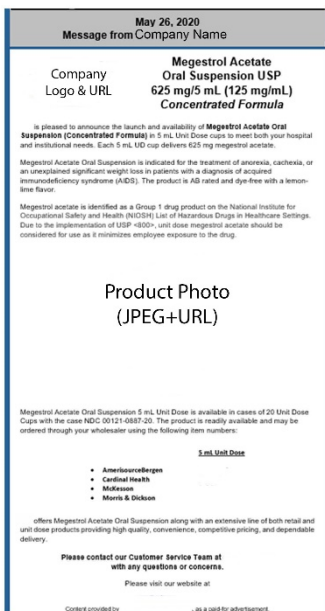 May 26, 2020
Message from Company Name
Company
Logo & URL
Megestrol Acetate
Oral Suspension USP
625 mg/5 mL (125 mg/mL)
Concentrated Formula
is pleased to announce the launch and availability of Megestrol Acetate Oral
Suspension (Concentrated Formula) in 5 mL Unit Dose cups to meet both your hospital
and institutional needs. Each 5 mL UD cup delivers 625 mg megestrol acetate.
Megestrol Acetate Oral Suspension is indicated for the treatment of anorexia, cachexia, or
an unexplained significant weight loss in patients with a diagnosis of acquired
immunodeficiency syndrome (AIDS). The product is AB rated and dye-free with a lemon-
lime flavor.
Megestrol acetate is identified as a Group 1 drug product on the National Institute for
Occupational Safety and Health (NIOSH) List of Hazardous Drugs in Healthcare Settings.
Due to the implementation of USP <800>, unit dose megestrol acetate should be
considered for use as it minimizes employee exposure to the drug.
Product Photo
(JPEG+URL)
Megestrol Acetate Oral Suspension 5 mL Unit Dose is available in cases of 20 Unit Dose
Cups with the case NDC 00121-0887-20. The product is readily available and may be
ordered through your wholesaler using the following item numbers:
5 mL Unit Dose
• AmerisourceBergen
• Cardinal Health
• McKesson
• Morris & Dickson
offers Megestrol Acetate Oral Suspension along with an extensive line of both retail and
unit dose products providing high quality, convenience, competitive pricing, and dependable
delivery.
Please contact our Customer Service Team at
with any questions or concerns.
Please visit our website at
Content provided by , as a paid-for advertisement.